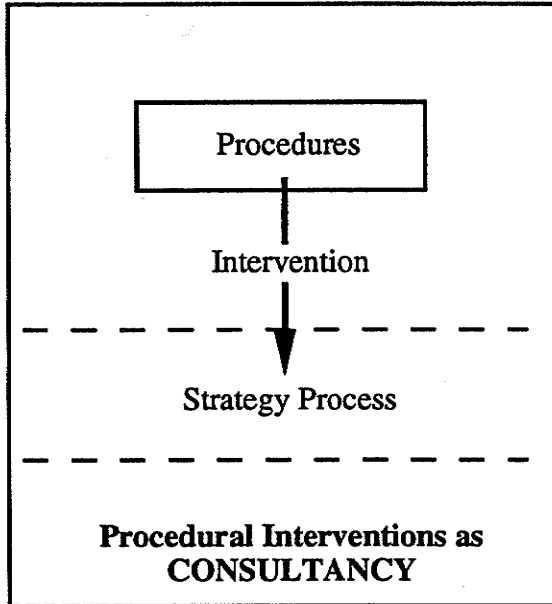 Procedures
Intervention
Strategy Process
Procedural Interventions as
CONSULTANCY